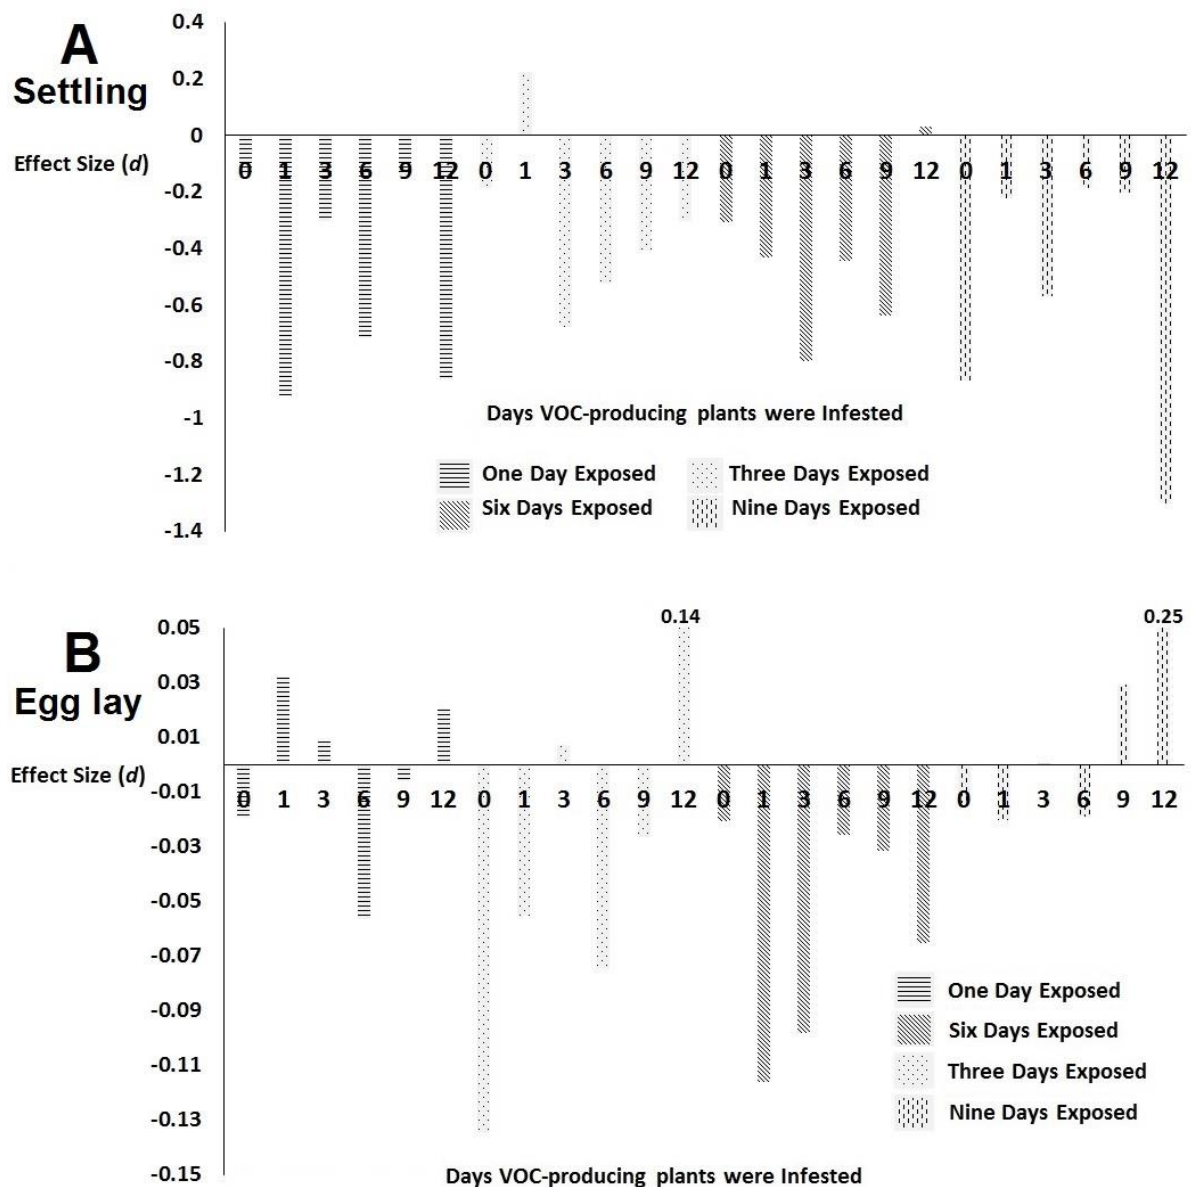 A
Settling
Effect Size (d)
0.4
0.2
0
-0.2
-0.4
-0.6
-0.8
-1
-1.2
-1.4
0 1 3 6 9 12 0 1 3 6 9 12 0 1 3 6 9 12 0 1 3 6 9 12
Days VOC-producing plants were Infested
One Day Exposed Three Days Exposed
Six Days Exposed Nine Days Exposed
B
Egg lay
Effect Size (d)
0.05
0.03
0.01
-0.01
-0.03
-0.05
-0.07
-0.09
-0.11
-0.13
-0.15
0.14 0.25
0 1 3 6 9 12 0 1 3 6 9 12 0 1 3 6 9 12 0 1 3 6 9 12
One Day Exposed
Six Days Exposed
Three Days Exposed
Nine Days Exposed
Days VOC-producing plants were Infested